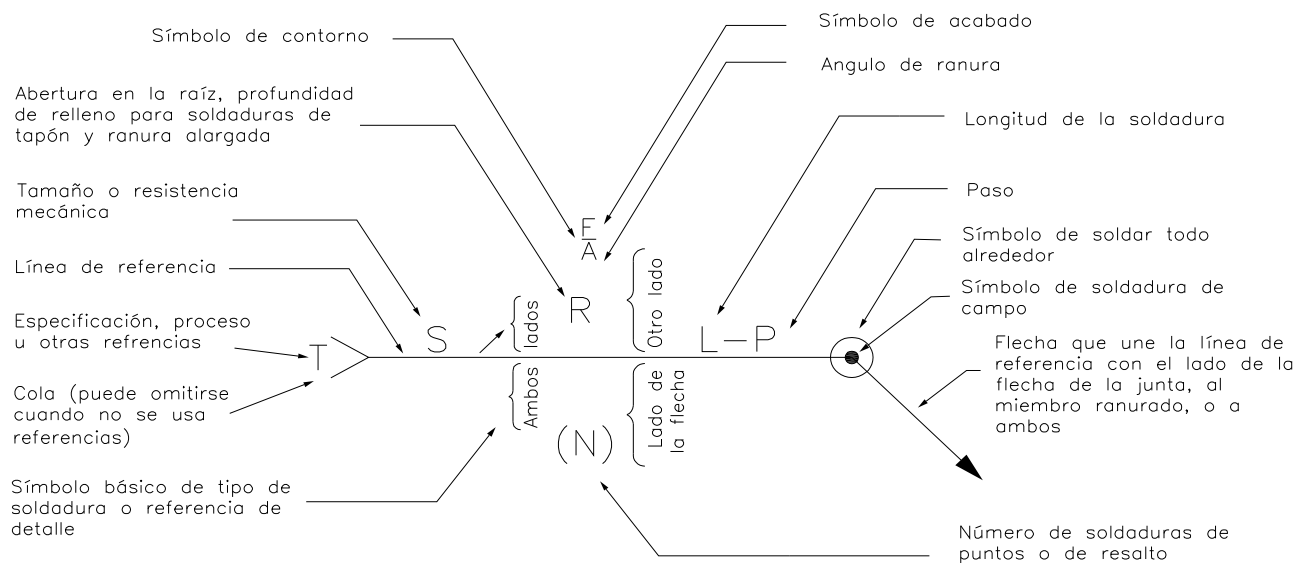 Símbolo de contorno
Símbolo de acabado
Angulo de ranura
Abertura en la raíz, profundidad
de relleno para soldaduras de
tapón y ranura alargada
Longitud de la soldadura
Tamaño o resistencia
mecánica
Paso
F
A
Símbolo de soldar todo
alrededor
Línea de referencia
Símbolo de soldadura de
campo
R
lados
Otro lado
Especificación, proceso
u otras refrencias
S
L-P
T
Flecha que une la línea de
referencia con el lado de la
flecha de la junta, al
miembro ranurado, o a
ambos
Cola (puede omitirse
cuando no se usa
referencias)
Ambos
Lado de
la flecha
(N)
Símbolo básico de tipo de
soldadura o referencia de
detalle
Número de soldaduras de
puntos o de resalto